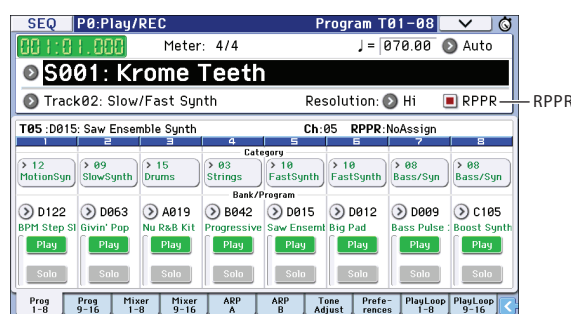 SEQ P0:Play/REC Program T01-08
001:01.000 Meter: 4/4 ♩= 070.00 Auto
S001: Krome Teeth
Track02: Slow/Fast Synth Resolution: Hi RPPR RPPR
T05 :D015: Saw Ensemble Synth Ch:05 RPPR:NoAssign
1 2 3 4 5 6 7 8
Category
> 12 > 09 > 15 > 03 > 10 > 10 > 08 > 08
MotionSyn SlowSynth Drums Strings FastSynth FastSynth Bass/Syn Bass/Syn
Bank/Program
D122 D063 A019 B042 D015 D012 D009 C105
BPM Step Sl Givin' Pop Nu R&B Kit Progressive Saw Ensemb Big Pad Bass Pulse : Boost Synth
Play Play Play Play Play Play Play Play
Solo Solo Solo Solo Solo Solo Solo Solo
Prog 1-8 Prog 9-16 Mixer 1-8 Mixer 9-16 ARP A ARP B Tone Adjust Prefe- rences PlayLoop 1-8 PlayLoop 9-16